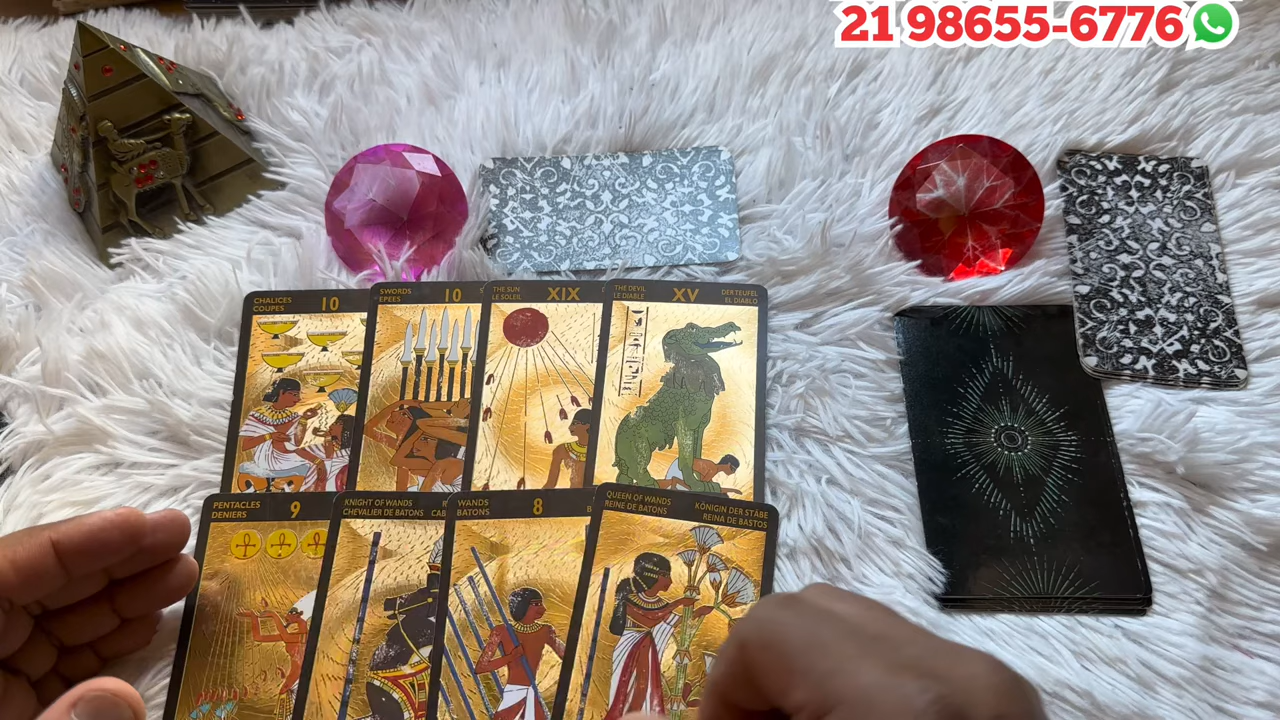 21 98655-6776
CHALICES 10
COUPES
SWORDS 10
EPEES
THE SUN XIX
LE SOLEIL
THE DEVIL XV DER TEUFEL
LE DIABLE EL DIABLO
PENTACLES 9
DENIERS
KNIGHT OF WANDS
CHEVALIER DE BATONS CAB
WANDS 8
BATONS
QUEEN OF WANDS KÖNIGIN DER STÄBE
REINE DE BATONS REINA DE BASTOS